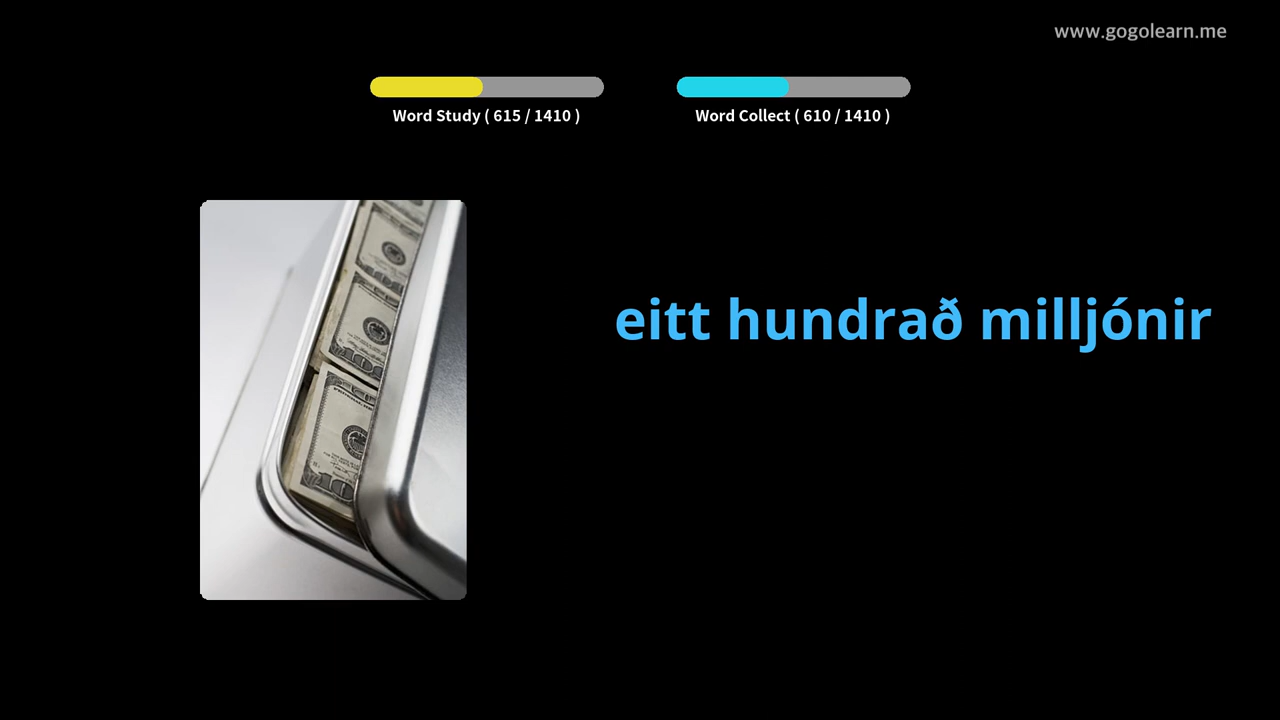 www.gogolearn.me
Word Study ( 615 / 1410 )
Word Collect ( 610 / 1410 )
eitt hundrað milljónir